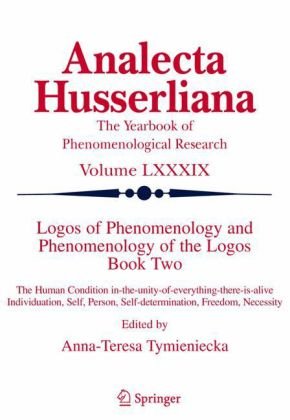 Analecta
Husserliana
The Yearbook of
Phenomenological Research
Volume LXXXIX
Logos of Phenomenology and
Phenomenology of the Logos
Book Two
The Human Condition in-the-unity-of-everything-there-is-alive
Individuation, Self, Person, Self-determination, Freedom, Necessity
Edited by
Anna-Teresa Tymieniecka
Springer